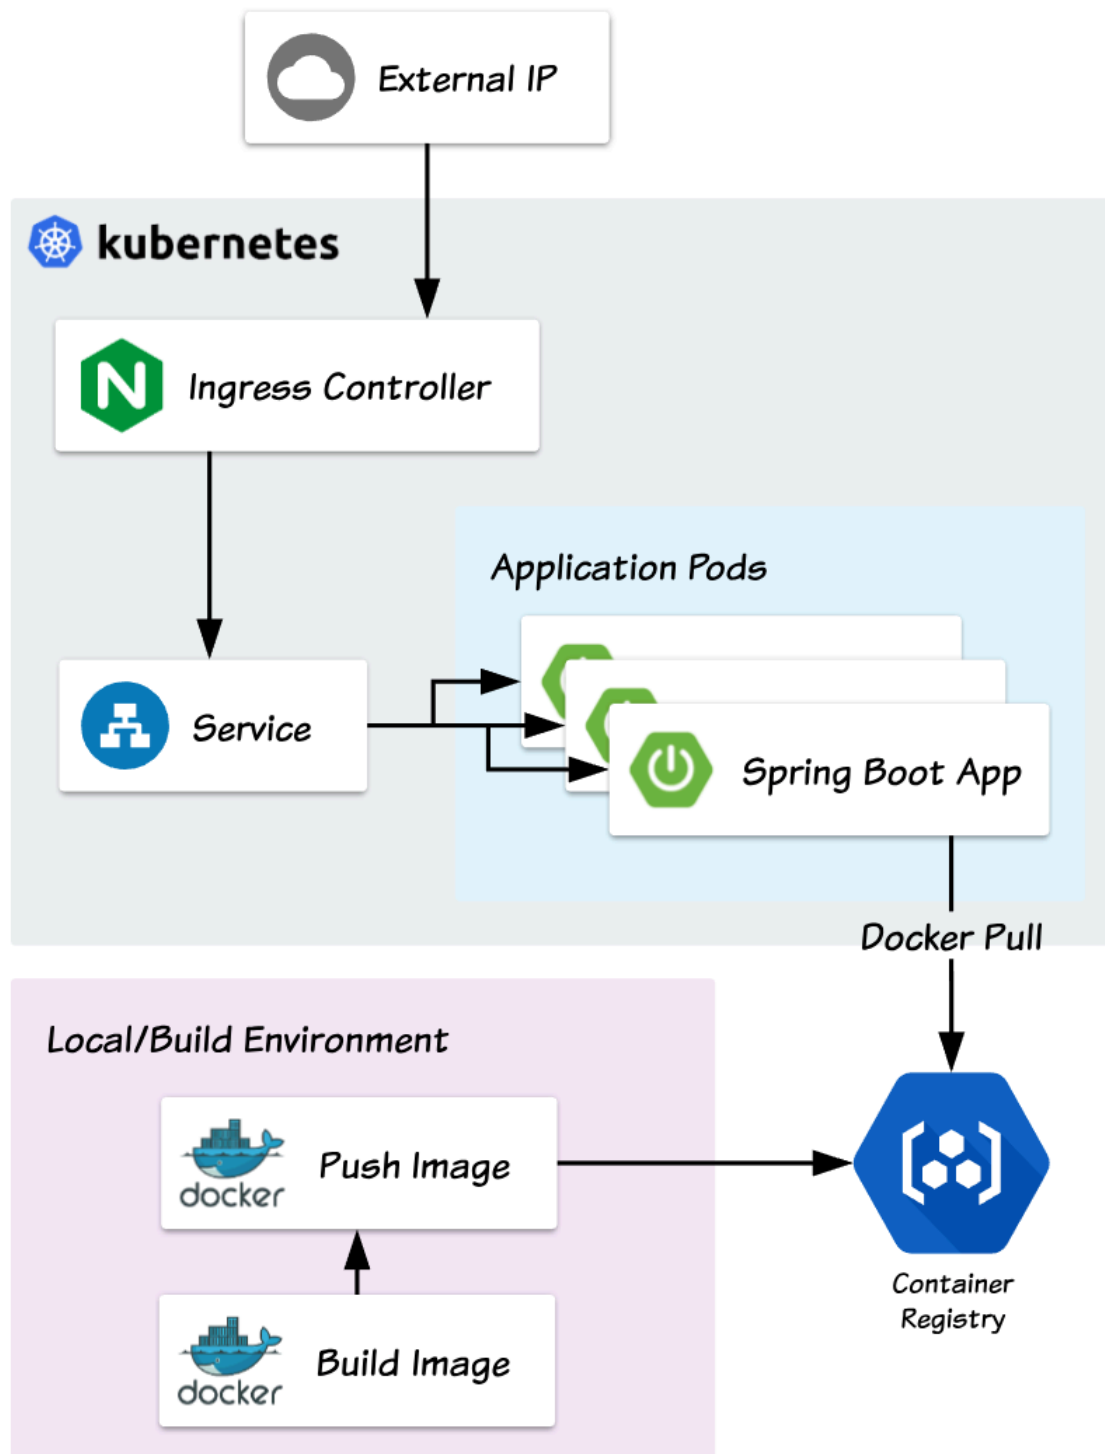 External IP
kubernetes
Ingress Controller
Application Pods
Service
Spring Boot App
Docker Pull
Local/Build Environment
docker
Push Image
Container
Registry
docker
Build Image